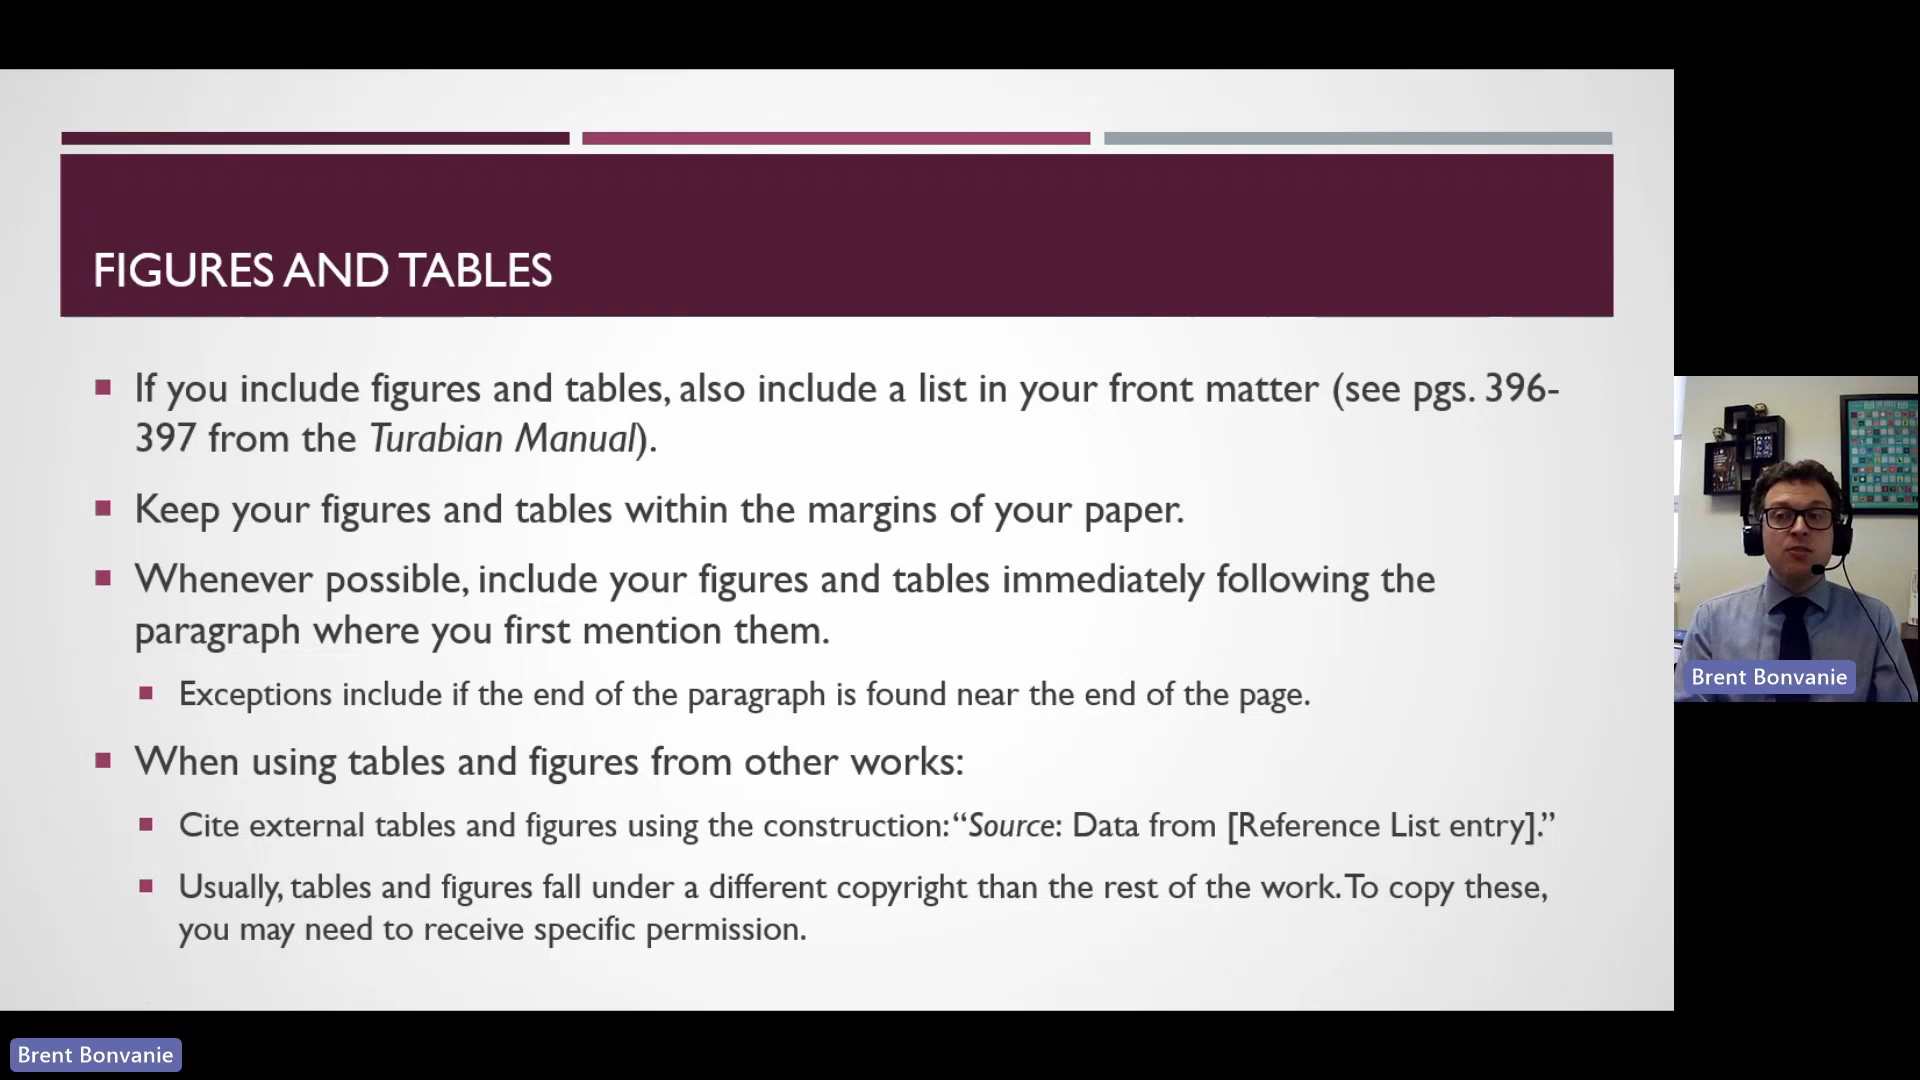 FIGURES AND TABLES
If you include figures and tables, also include a list in your front matter (see pgs. 396-
397 from the Turabian Manual).
Keep your figures and tables within the margins of your paper.
Whenever possible, include your figures and tables immediately following the
paragraph where you first mention them.
Exceptions include if the end of the paragraph is found near the end of the page.
When using tables and figures from other works:
Cite external tables and figures using the construction: “Source: Data from [Reference List entry].”
Usually, tables and figures fall under a different copyright than the rest of the work. To copy these,
you may need to receive specific permission.
Brent Bonvanie
Brent Bonvanie